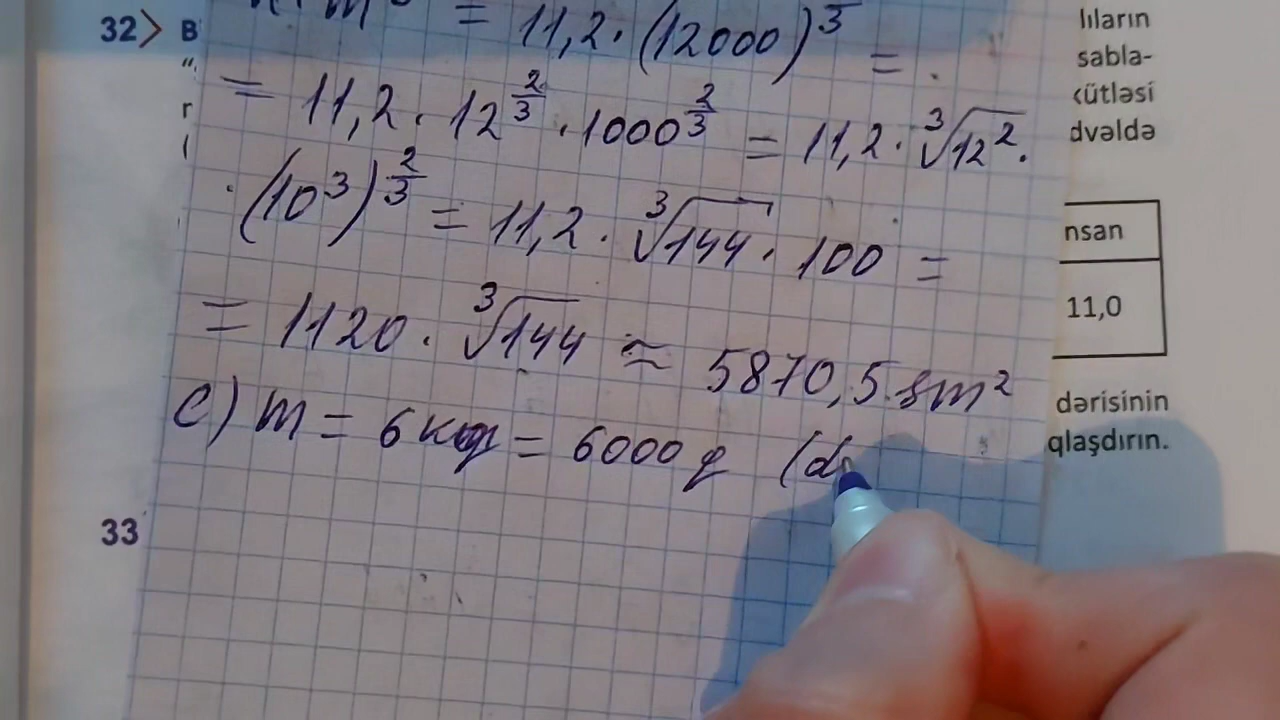 32> B
= 11,2 · (12000)
lıların
sabla-
kütləsi
dvəldə
= 11,2 · 12^(2/3) · 1000^(2/3) = 11,2 · ∛12² ·
· (10³)^(2/3) = 11,2 · ∛144 · 100 =
= 1120 · ∛144 ≈ 5870,5 sm²
nsan
11,0
c) m = 6 kq = 6000 q (d
dərisinin
qlaşdırın.
33